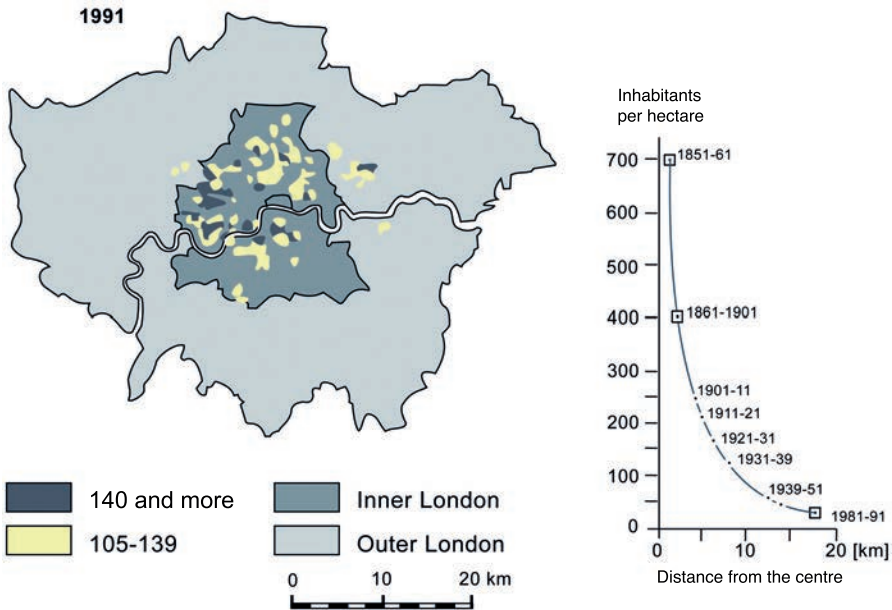 1991
140 and more
105-139
Inner London
Outer London
0 10 20 km
Inhabitants
per hectare
700
600
500
400
300
200
100
0
1851-61
1861-1901
1901-11
1911-21
1921-31
1931-39
1939-51
1981-91
0 10 20 [km]
Distance from the centre